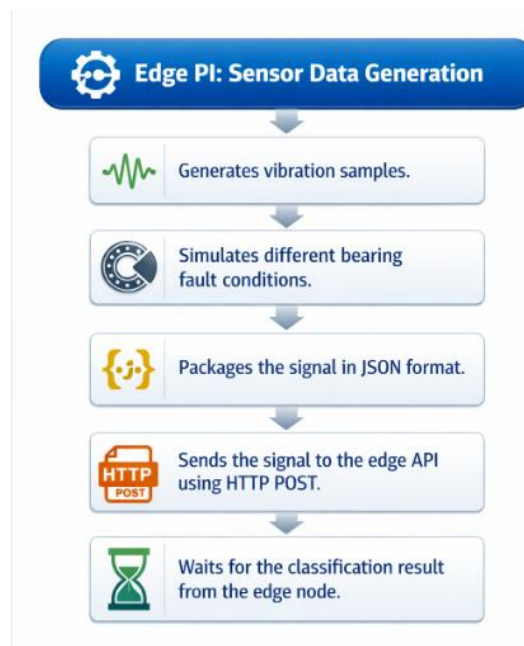 Edge PI: Sensor Data Generation
Generates vibration samples.
Simulates different bearing
fault conditions.
{·j·}
Packages the signal in JSON format.
HTTP
POST
Sends the signal to the edge API
using HTTP POST.
Waits for the classification result
from the edge node.